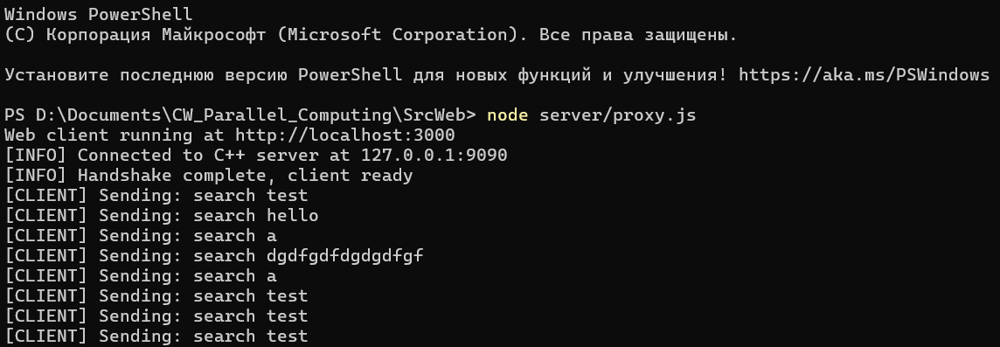 Windows PowerShell
(C) Корпорация Майкрософт (Microsoft Corporation). Все права защищены.
Установите последнюю версию PowerShell для новых функций и улучшения! https://aka.ms/PSWindows
PS D:\Documents\CW_Parallel_Computing\SrcWeb> node server/proxy.js
Web client running at http://localhost:3000
[INFO] Connected to C++ server at 127.0.0.1:9090
[INFO] Handshake complete, client ready
[CLIENT] Sending: search test
[CLIENT] Sending: search hello
[CLIENT] Sending: search a
[CLIENT] Sending: search dgdfgdfdgdgdfgf
[CLIENT] Sending: search a
[CLIENT] Sending: search test
[CLIENT] Sending: search test
[CLIENT] Sending: search test